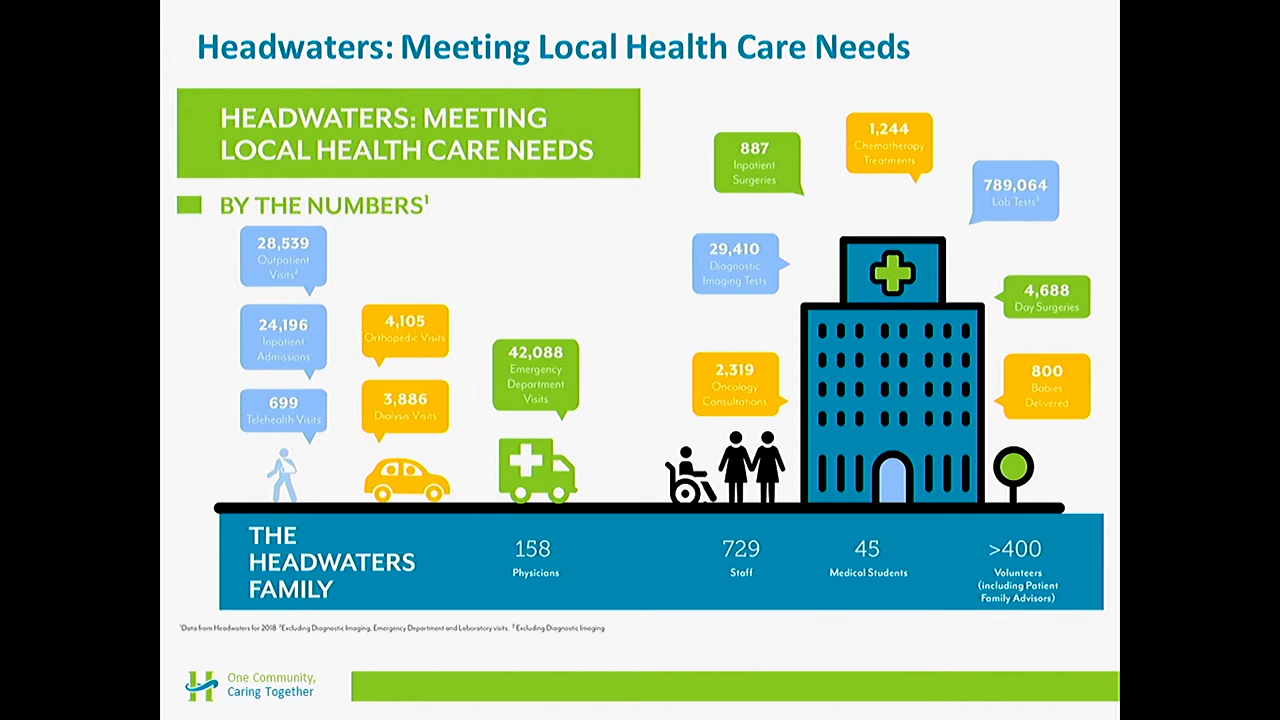 Headwaters: Meeting Local Health Care Needs
HEADWATERS: MEETING
LOCAL HEALTH CARE NEEDS
BY THE NUMBERS¹
28,539
Outpatient
Visits²
24,196
Inpatient
Admissions
699
Telehealth Visits
4,105
Orthopedic Visits
3,886
Dialysis Visits
42,088
Emergency
Department
Visits
887
Inpatient
Surgeries
1,244
Chemotherapy
Treatments
789,064
Lab Tests³
29,410
Diagnostic
Imaging Tests
4,688
Day Surgeries
2,319
Oncology
Consultations
800
Babies
Delivered
THE
HEADWATERS
FAMILY
158
Physicians
729
Staff
45
Medical Students
>400
Volunteers
(including Patient
Family Advisors)
¹Data from Headwaters for 2018 ²Excluding Diagnostic Imaging, Emergency Department and Laboratory visits. ³ Excluding Diagnostic Imaging
One Community,
Caring Together